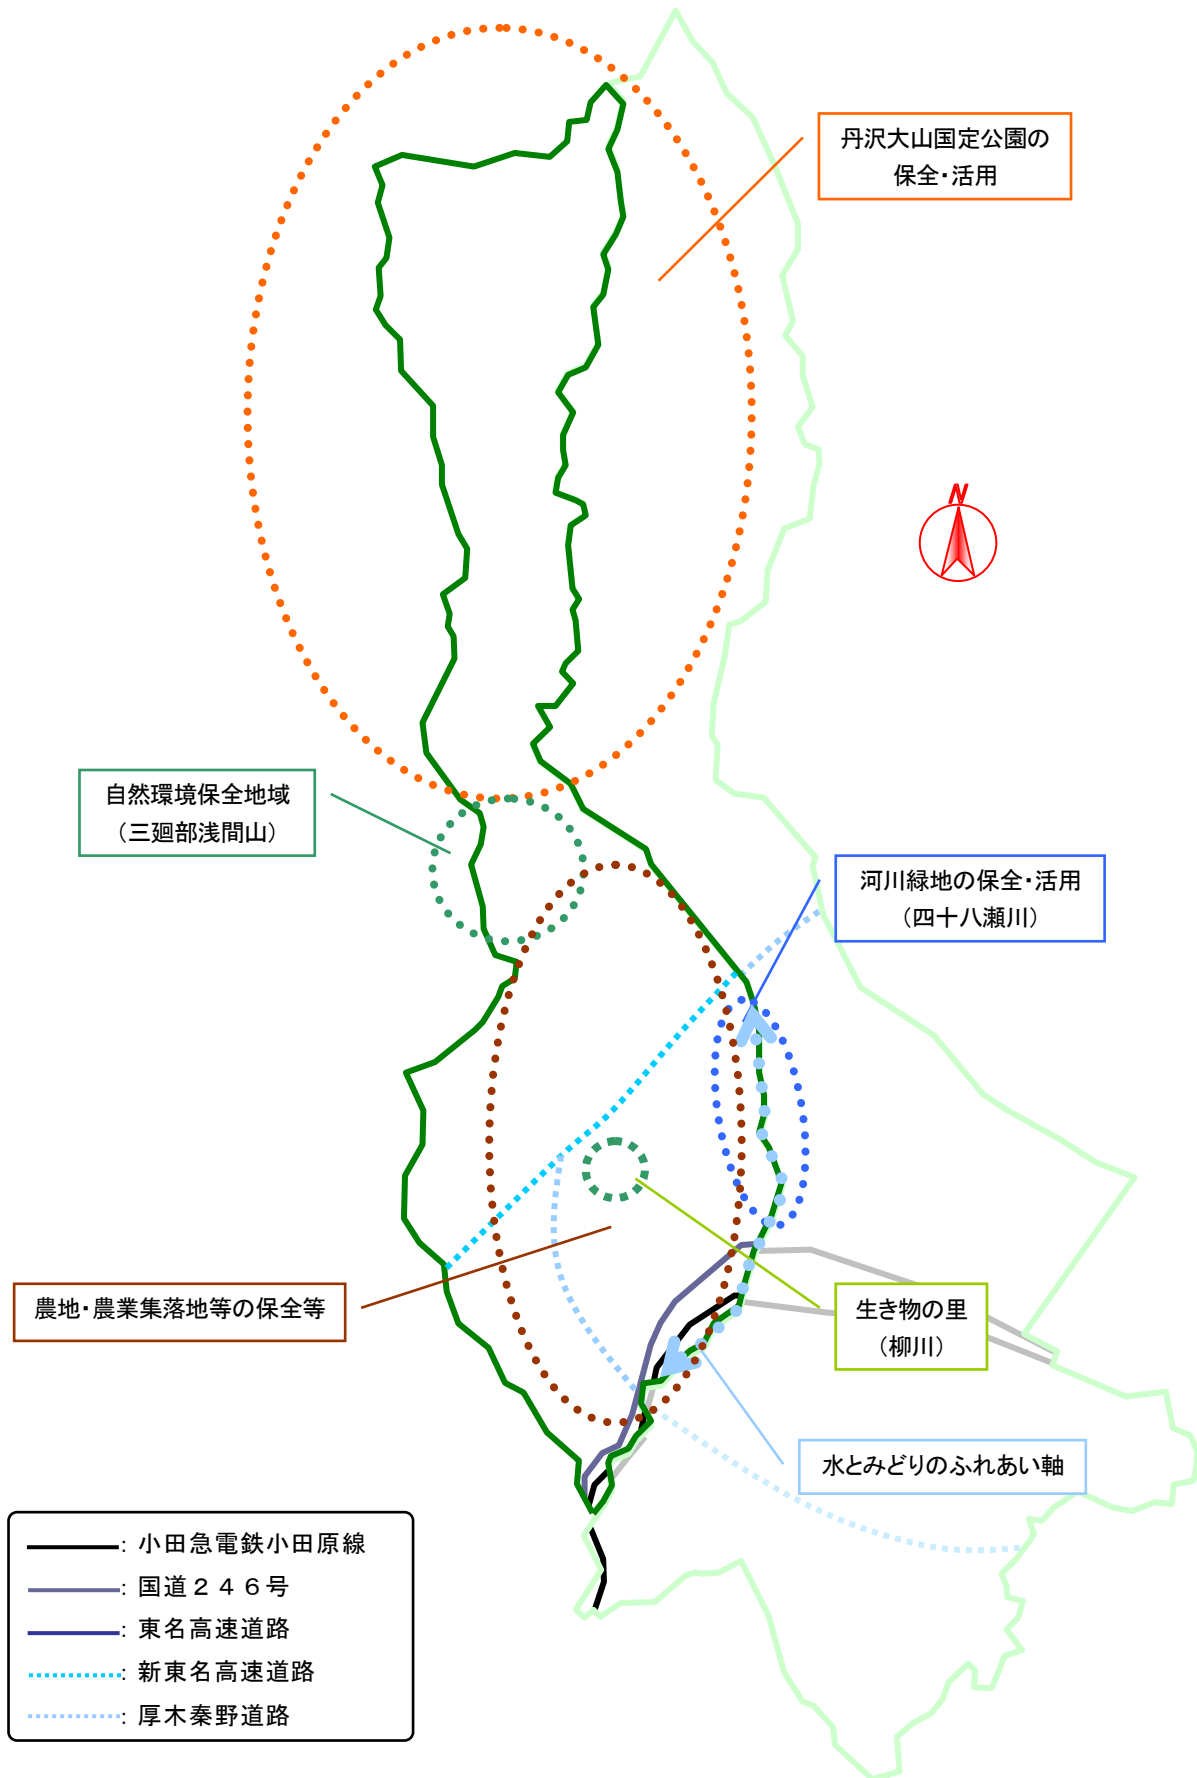 丹沢大山国定公園の
保全・活用
N
自然環境保全地域
（三廻部浅間山）
河川緑地の保全・活用
（四十八瀬川）
農地・農業集落地等の保全等
生き物の里
（柳川）
水とみどりのふれあい軸
：小田急電鉄小田原線
：国道２４６号
：東名高速道路
：新東名高速道路
：厚木秦野道路